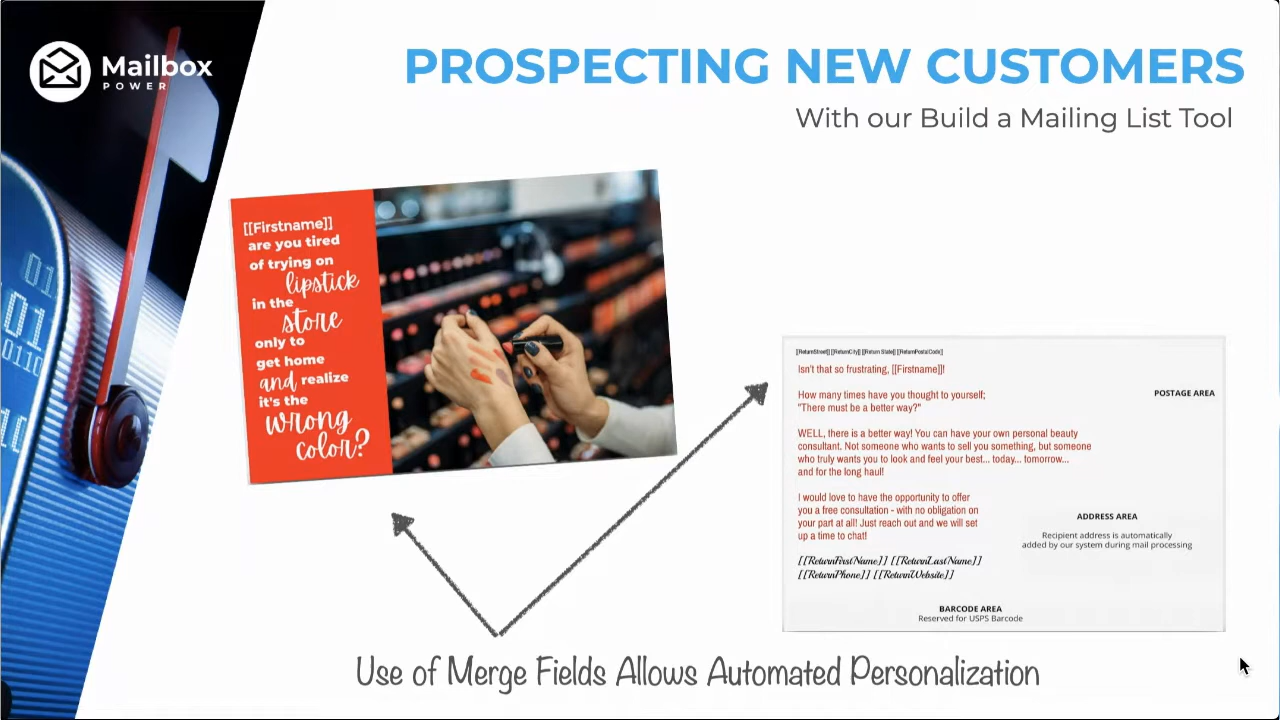 Mailbox
POWER
PROSPECTING NEW CUSTOMERS
With our Build a Mailing List Tool
[[Firstname]]
are you tired
of trying on
lipstick
in the
store
only to
get home
and realize
it's the
wrong
color?
[[ReturnStreet]] [[ReturnCity]] [[Return State]] [[ReturnPostalCode]]
Isn't that so frustrating, [[Firstname]]!
How many times have you thought to yourself;
"There must be a better way?"
WELL, there is a better way! You can have your own personal beauty
consultant. Not someone who wants to sell you something, but someone
who truly wants you to look and feel your best... today... tomorrow...
and for the long haul!
I would love to have the opportunity to offer
you a free consultation - with no obligation on
your part at all! Just reach out and we will set
up a time to chat!
[[ReturnFirstName]] [[ReturnLastName]]
[[ReturnPhone]] [[ReturnWebsite]]
POSTAGE AREA
ADDRESS AREA
Recipient address is automatically
added by our system during mail processing
BARCODE AREA
Reserved for USPS Barcode
Use of Merge Fields Allows Automated Personalization
01
01
0110